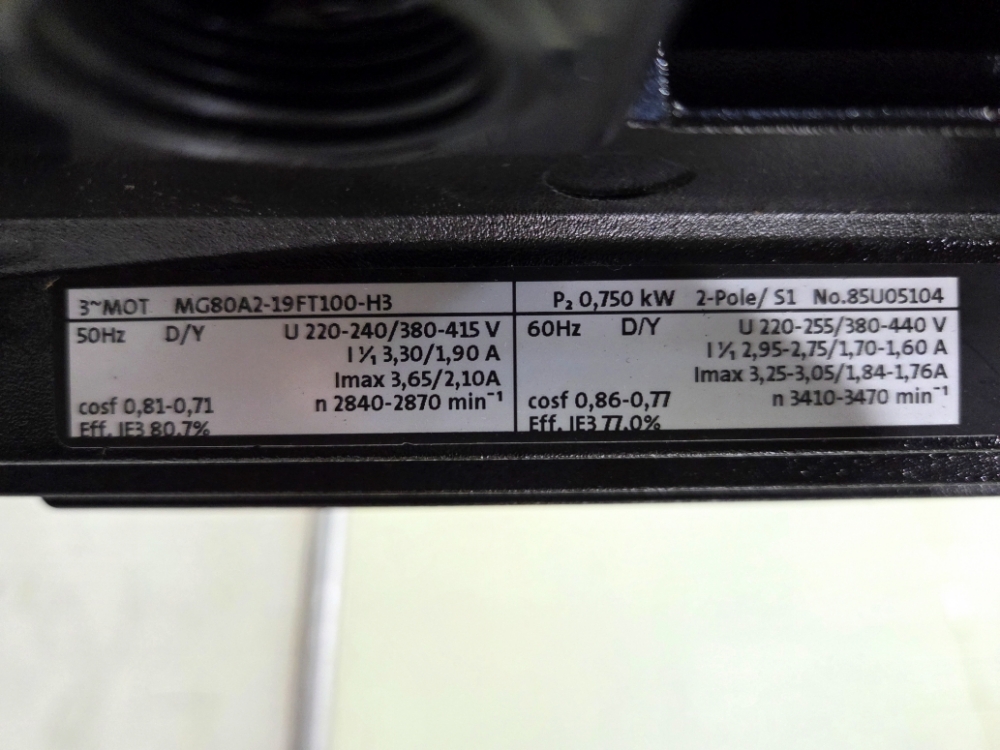 3~MOT MG80A2-19FT100-H3 P₂ 0,750 kW 2-Pole/ S1 No.85U05104
50Hz D/Y U 220-240/380-415 V
I 1/1 3,30/1,90 A
Imax 3,65/2,10A
cosf 0,81-0,71 n 2840-2870 min⁻¹
Eff. IE3 80.7%
60Hz D/Y U 220-255/380-440 V
I 1/1 2,95-2,75/1,70-1,60 A
Imax 3,25-3,05/1,84-1,76A
cosf 0,86-0,77 n 3410-3470 min⁻¹
Eff. IE3 77.0%